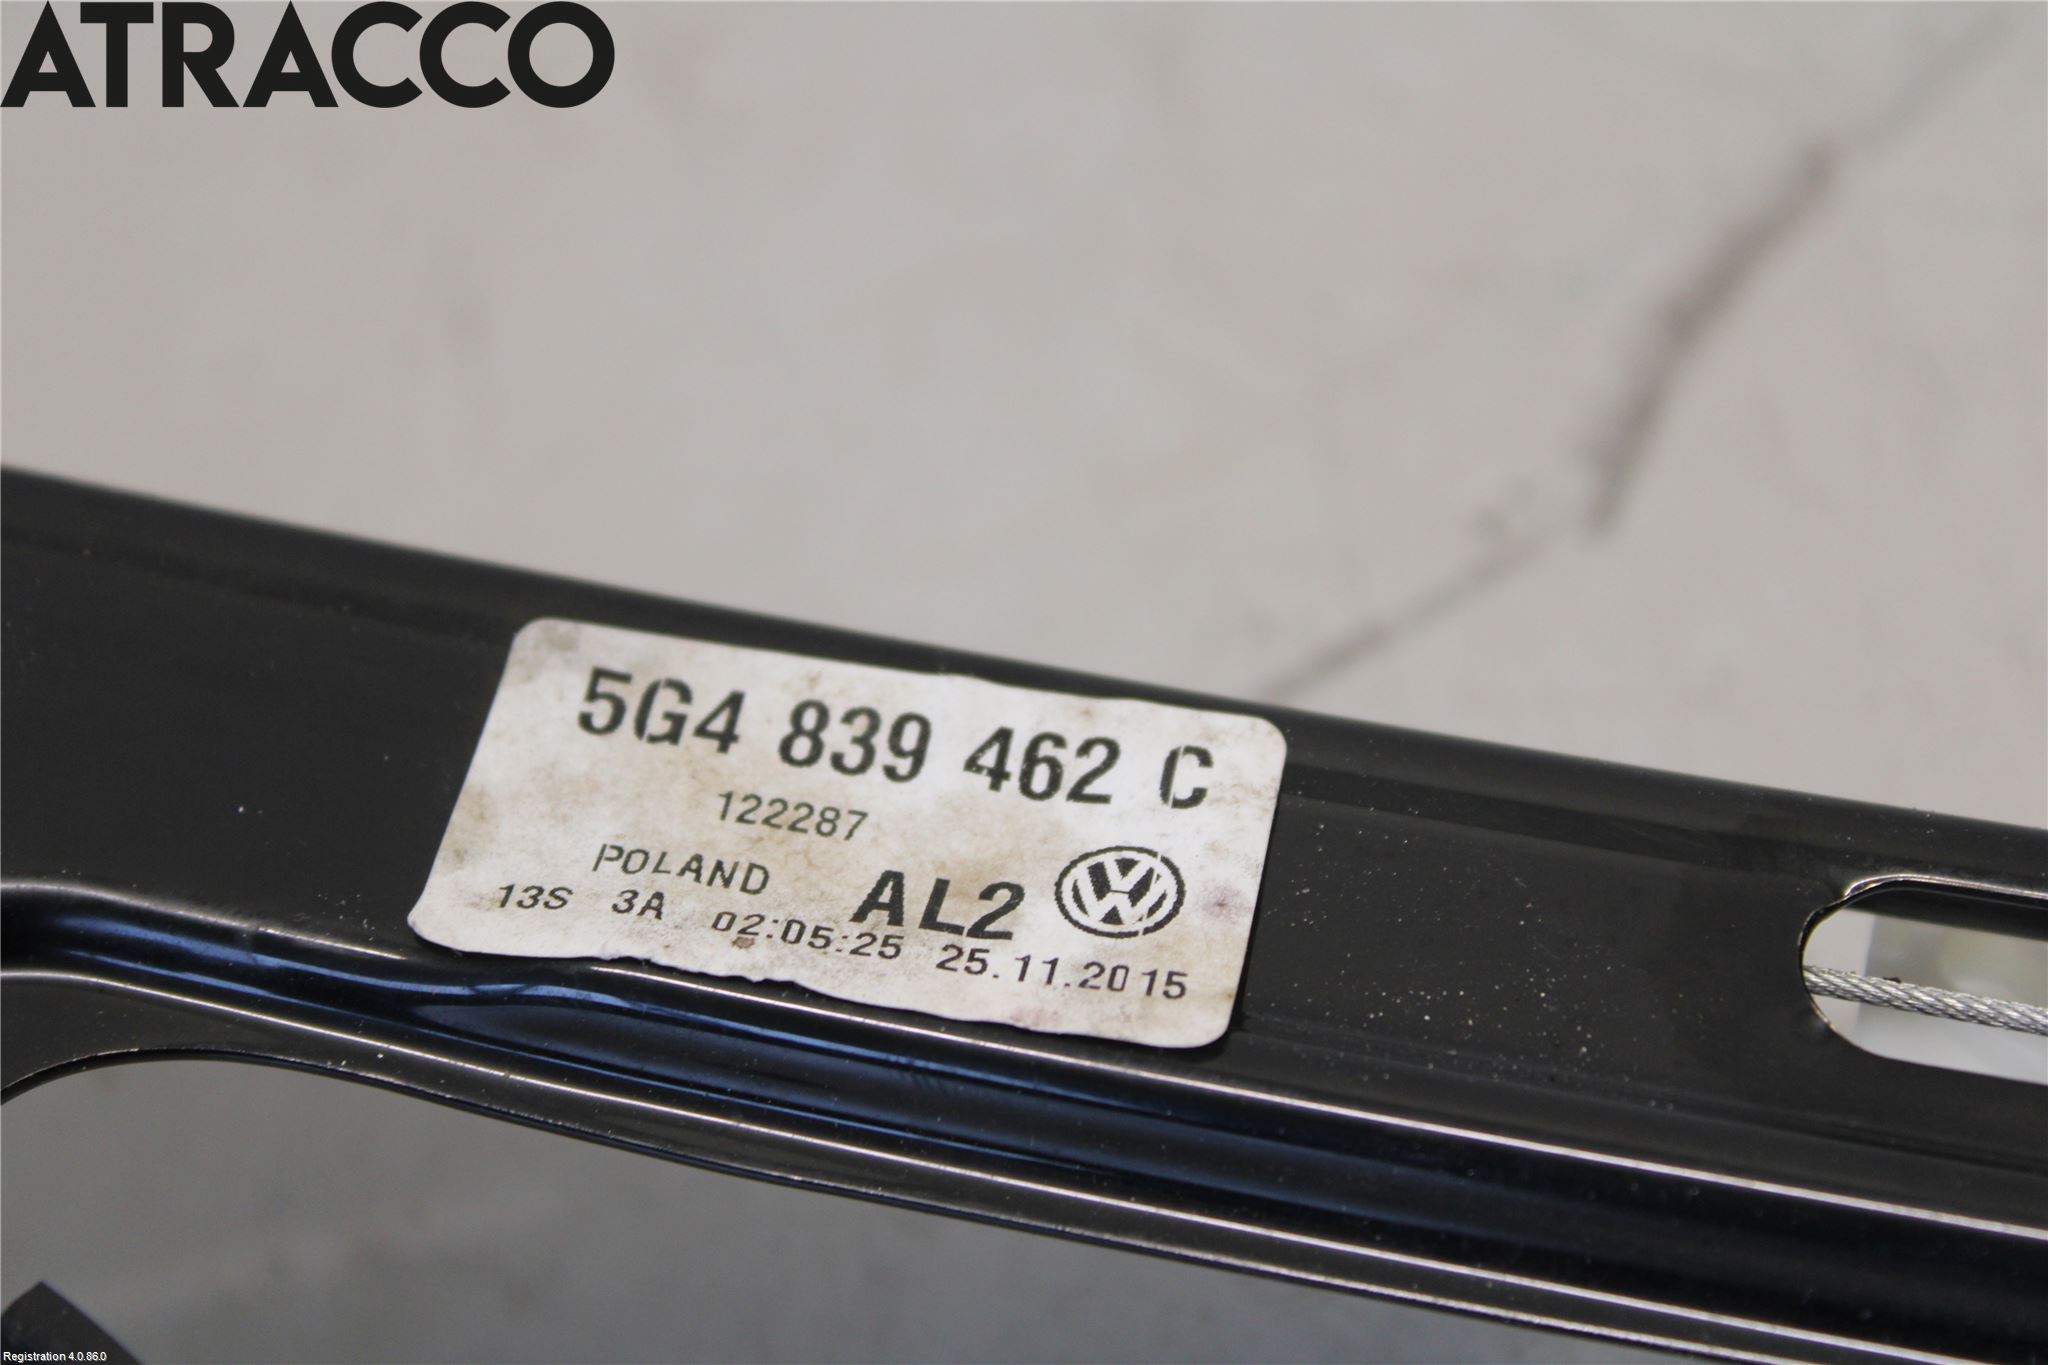 ATRACCO
5G4 839 462 C
122287
POLAND AL2
13S 3A 02:05:25 25.11.2015
Registration 4.0.86.0